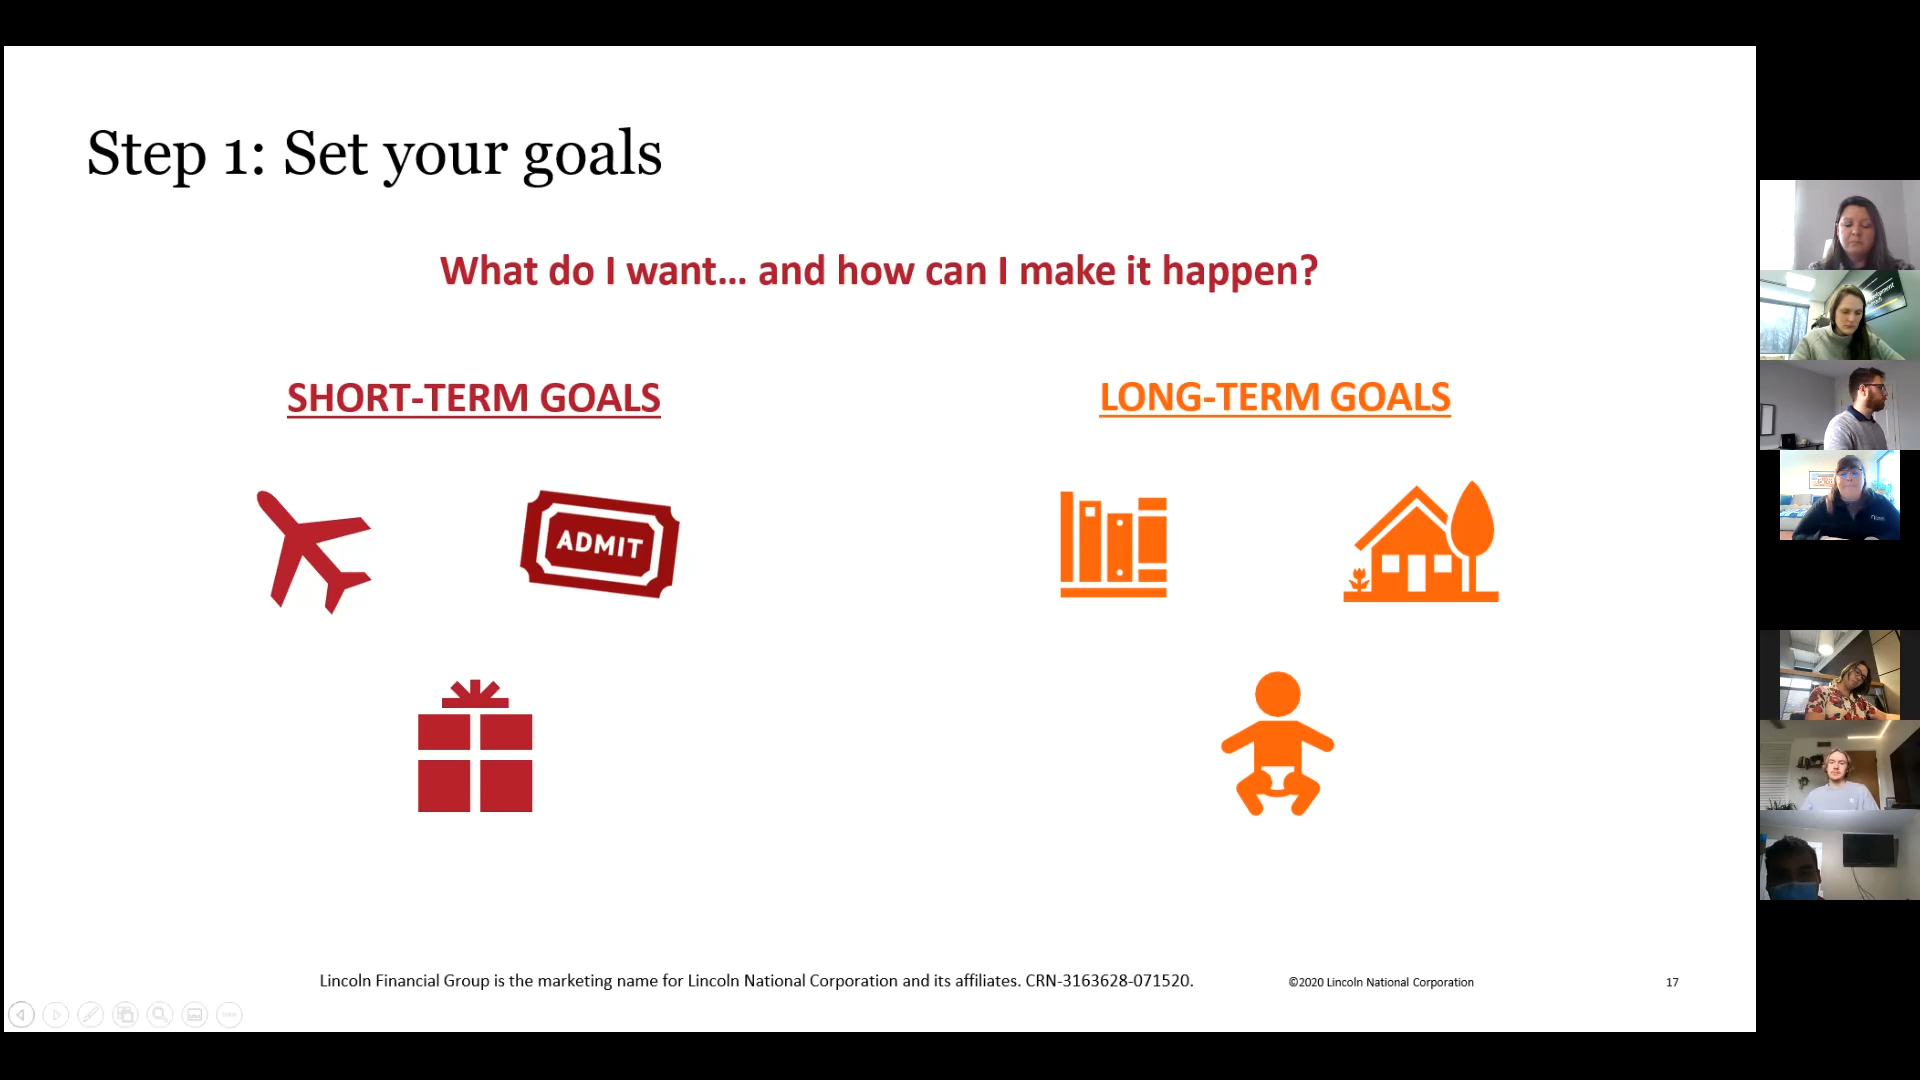 Step 1: Set your goals
What do I want... and how can I make it happen?
SHORT-TERM GOALS
LONG-TERM GOALS
ADMIT
Lincoln Financial Group is the marketing name for Lincoln National Corporation and its affiliates. CRN-3163628-071520.
©2020 Lincoln National Corporation
17